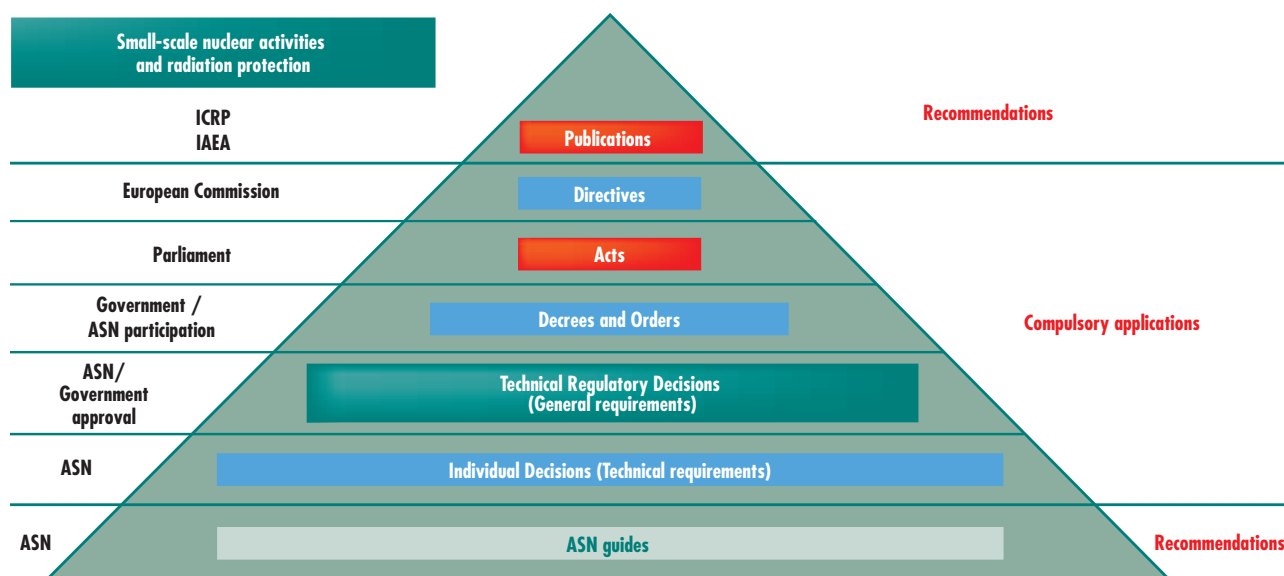 Small-scale nuclear activities
and radiation protection
ICRP
IAEA
Publications
Recommendations
European Commission
Directives
Parliament
Acts
Government /
ASN participation
Decrees and Orders
Compulsory applications
ASN/
Government
approval
Technical Regulatory Decisions
(General requirements)
ASN
Individual Decisions (Technical requirements)
ASN
ASN guides
Recommendations